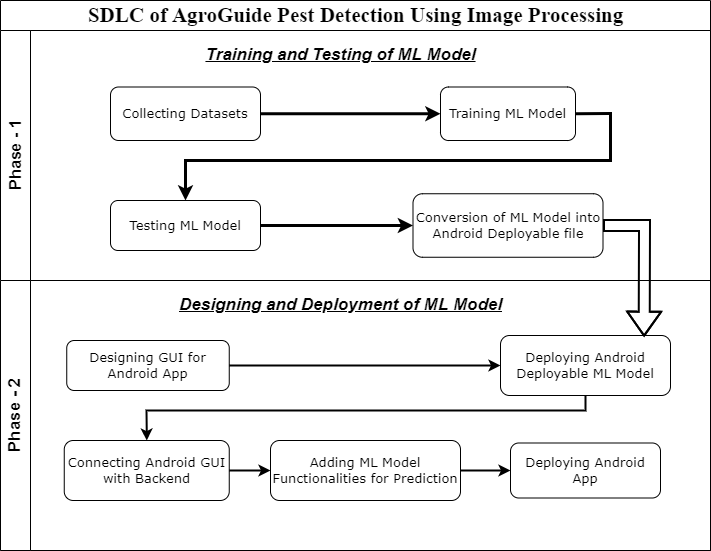 SDLC of AgroGuide Pest Detection Using Image Processing
Phase - 1
Training and Testing of ML Model
Collecting Datasets
Training ML Model
Testing ML Model
Conversion of ML Model into
Android Deployable file
Phase - 2
Designing and Deployment of ML Model
Designing GUI for
Android App
Deploying Android
Deployable ML Model
Connecting Android GUI
with Backend
Adding ML Model
Functionalities for Prediction
Deploying Android
App